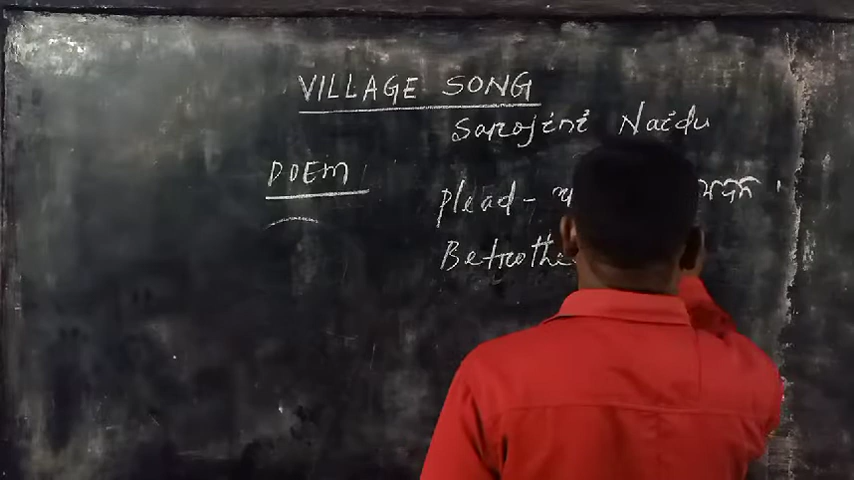 VILLAGE SONG
Sarojini Naidu
POEM
Plead -
Betrothe